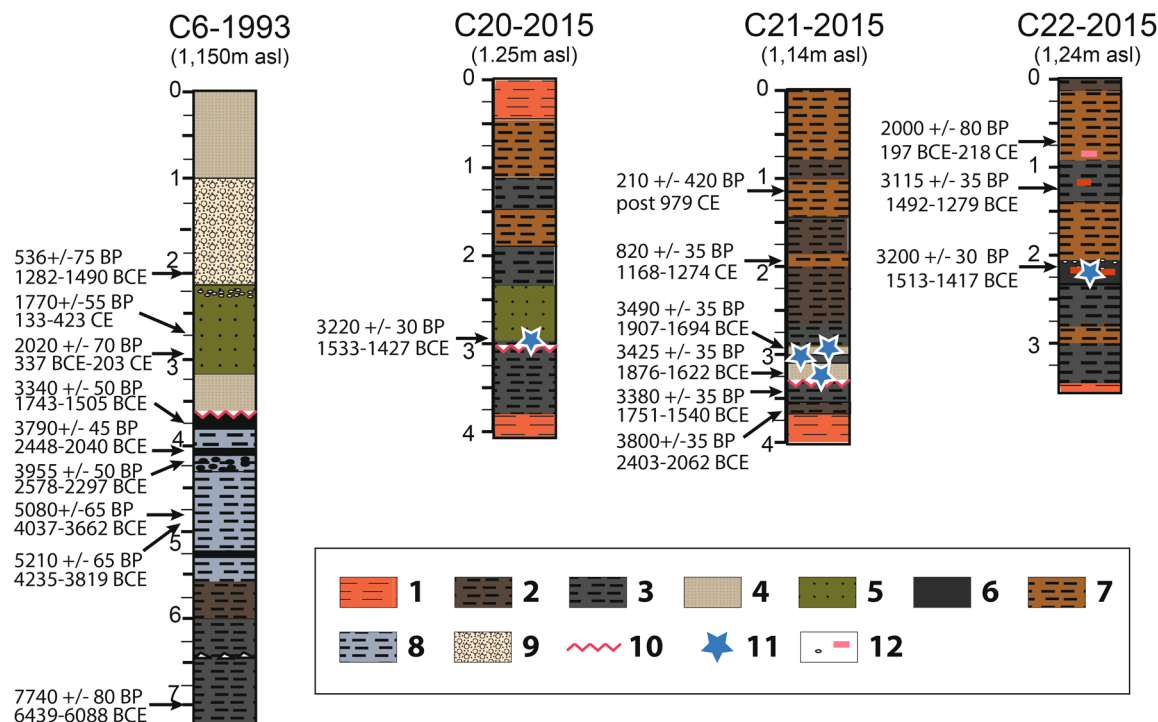 C6-1993
(1,150m asl)
0
1
2
3
4
5
6
7
536+/-75 BP
1282-1490 BCE
1770+/-55 BP
133-423 CE
2020 +/- 70 BP
337 BCE-203 CE
3340 +/- 50 BP
1743-1505 BCE
3790+/- 45 BP
2448-2040 BCE
3955 +/- 50 BP
2578-2297 BCE
5080+/-65 BP
4037-3662 BCE
5210 +/- 65 BP
4235-3819 BCE
7740 +/- 80 BP
6439-6088 BCE
C20-2015
(1.25m asl)
0
1
2
3
4
3220 +/- 30 BP
1533-1427 BCE
C21-2015
(1,14m asl)
0
1
2
3
4
210 +/- 420 BP
post 979 CE
820 +/- 35 BP
1168-1274 CE
3490 +/- 35 BP
1907-1694 BCE
3425 +/- 35 BP
1876-1622 BCE
3380 +/- 35 BP
1751-1540 BCE
3800+/-35 BP
2403-2062 BCE
C22-2015
(1,24m asl)
0
1
2
3
2000 +/- 80 BP
197 BCE-218 CE
3115 +/- 35 BP
1492-1279 BCE
3200 +/- 30 BP
1513-1417 BCE
1 2 3 4 5 6 7
8 9 10 11 12